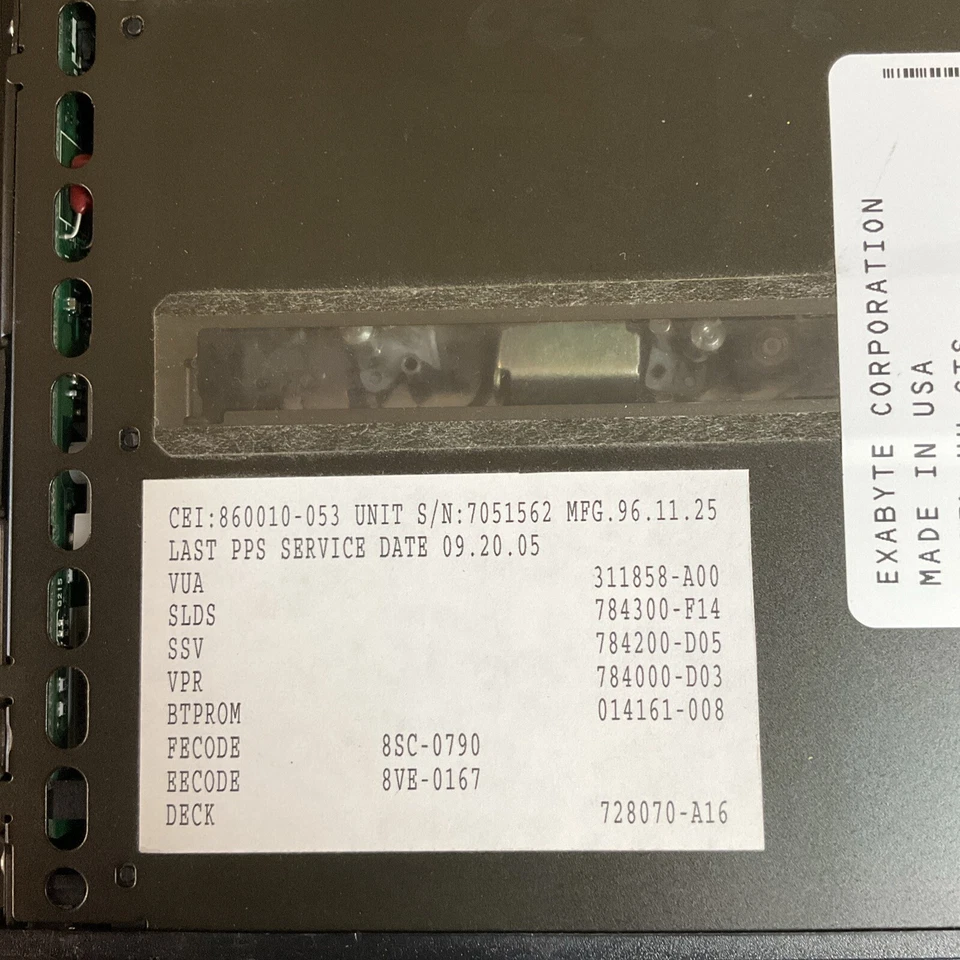 CEI:860010-053 UNIT S/N:7051562 MFG.96.11.25
LAST PPS SERVICE DATE 09.20.05
VUA 311858-A00
SLDS 784300-F14
SSV 784200-D05
VPR 784000-D03
BTPROM 014161-008
FECODE 8SC-0790
EECODE 8VE-0167
DECK 728070-A16
EXABYTE CORPORATION
MADE IN USA